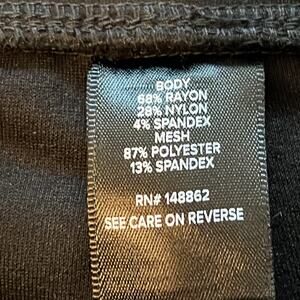 BODY
68% RAYON
28% NYLON
4% SPANDEX
MESH
87% POLYESTER
13% SPANDEX
RN# 148862
SEE CARE ON REVERSE